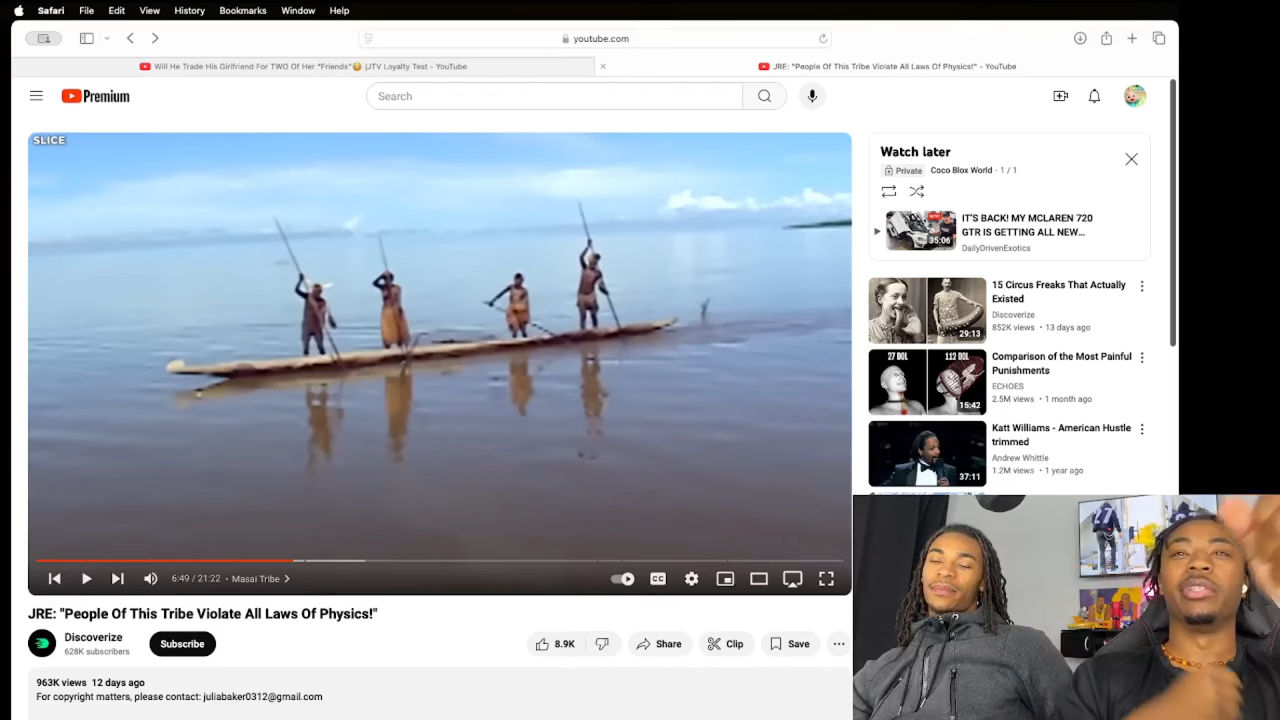 Safari File Edit View History Bookmarks Window Help
youtube.com
Will He Trade His Girlfriend For TWO Of Her "Friends"😳 |JTV Loyalty Test - YouTube
JRE: "People Of This Tribe Violate All Laws Of Physics!" - YouTube
Premium
Search
SLICE
6:49 / 21:22 • Masai Tribe
CC
JRE: "People Of This Tribe Violate All Laws Of Physics!"
Discoverize
628K subscribers
Subscribe
8.9K
Share
Clip
Save
963K views 12 days ago
For copyright matters, please contact: juliabaker0312@gmail.com
Watch later
Private Coco Blox World - 1 / 1
35:06
IT'S BACK! MY MCLAREN 720
GTR IS GETTING ALL NEW...
DailyDrivenExotics
29:13
15 Circus Freaks That Actually
Existed
Discoverize
852K views • 13 days ago
27 DOL 112 DOL
15:42
Comparison of the Most Painful
Punishments
ECHOES
2.5M views • 1 month ago
37:11
Katt Williams - American Hustle
trimmed
Andrew Whittle
1.2M views • 1 year ago